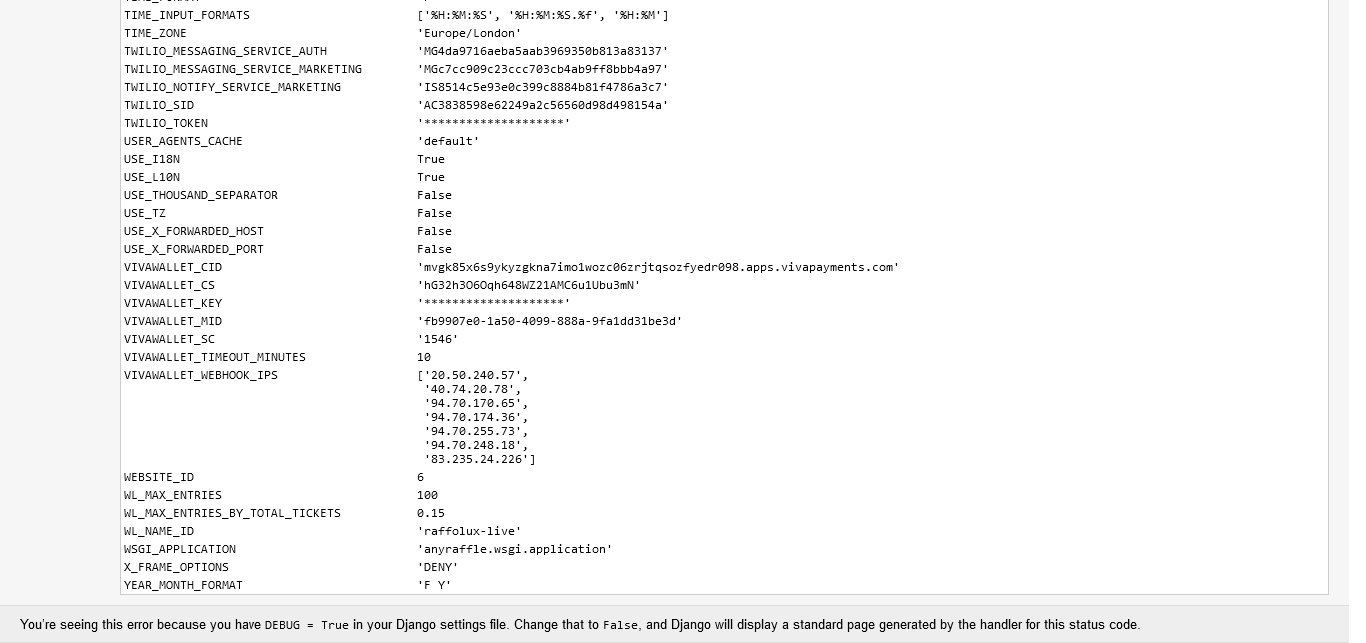 TIME_INPUT_FORMATS ['%H:%M:%S', '%H:%M:%S.%f', '%H:%M']
TIME_ZONE 'Europe/London'
TWILIO_MESSAGING_SERVICE_AUTH 'MG4da9716aeba5aab3969350b813a83137'
TWILIO_MESSAGING_SERVICE_MARKETING 'MGc7cc909c23ccc703cb4ab9ff8bbb4a97'
TWILIO_NOTIFY_SERVICE_MARKETING 'IS8514c5e93e0c399c8884b81f4786a3c7'
TWILIO_SID 'AC3838598e62249a2c56560d98d498154a'
TWILIO_TOKEN '********************'
USER_AGENTS_CACHE 'default'
USE_I18N True
USE_L10N True
USE_THOUSAND_SEPARATOR False
USE_TZ False
USE_X_FORWARDED_HOST False
USE_X_FORWARDED_PORT False
VIVAWALLET_CID 'mvgk85x6s9ykyzgkna7imo1wozc06zrjtqsozfyedr098.apps.vivapayments.com'
VIVAWALLET_CS 'hG32h3O6Oqh648WZ21AMC6u1Ubu3mN'
VIVAWALLET_KEY '********************'
VIVAWALLET_MID 'fb9907e0-1a50-4099-888a-9fa1dd31be3d'
VIVAWALLET_SC '1546'
VIVAWALLET_TIMEOUT_MINUTES 10
VIVAWALLET_WEBHOOK_IPS ['20.50.240.57',
'40.74.20.78',
'94.70.170.65',
'94.70.174.36',
'94.70.255.73',
'94.70.248.18',
'83.235.24.226']
WEBSITE_ID 6
WL_MAX_ENTRIES 100
WL_MAX_ENTRIES_BY_TOTAL_TICKETS 0.15
WL_NAME_ID 'raffolux-live'
WSGI_APPLICATION 'anyraffle.wsgi.application'
X_FRAME_OPTIONS 'DENY'
YEAR_MONTH_FORMAT 'F Y'
You're seeing this error because you have DEBUG = True in your Django settings file. Change that to False, and Django will display a standard page generated by the handler for this status code.